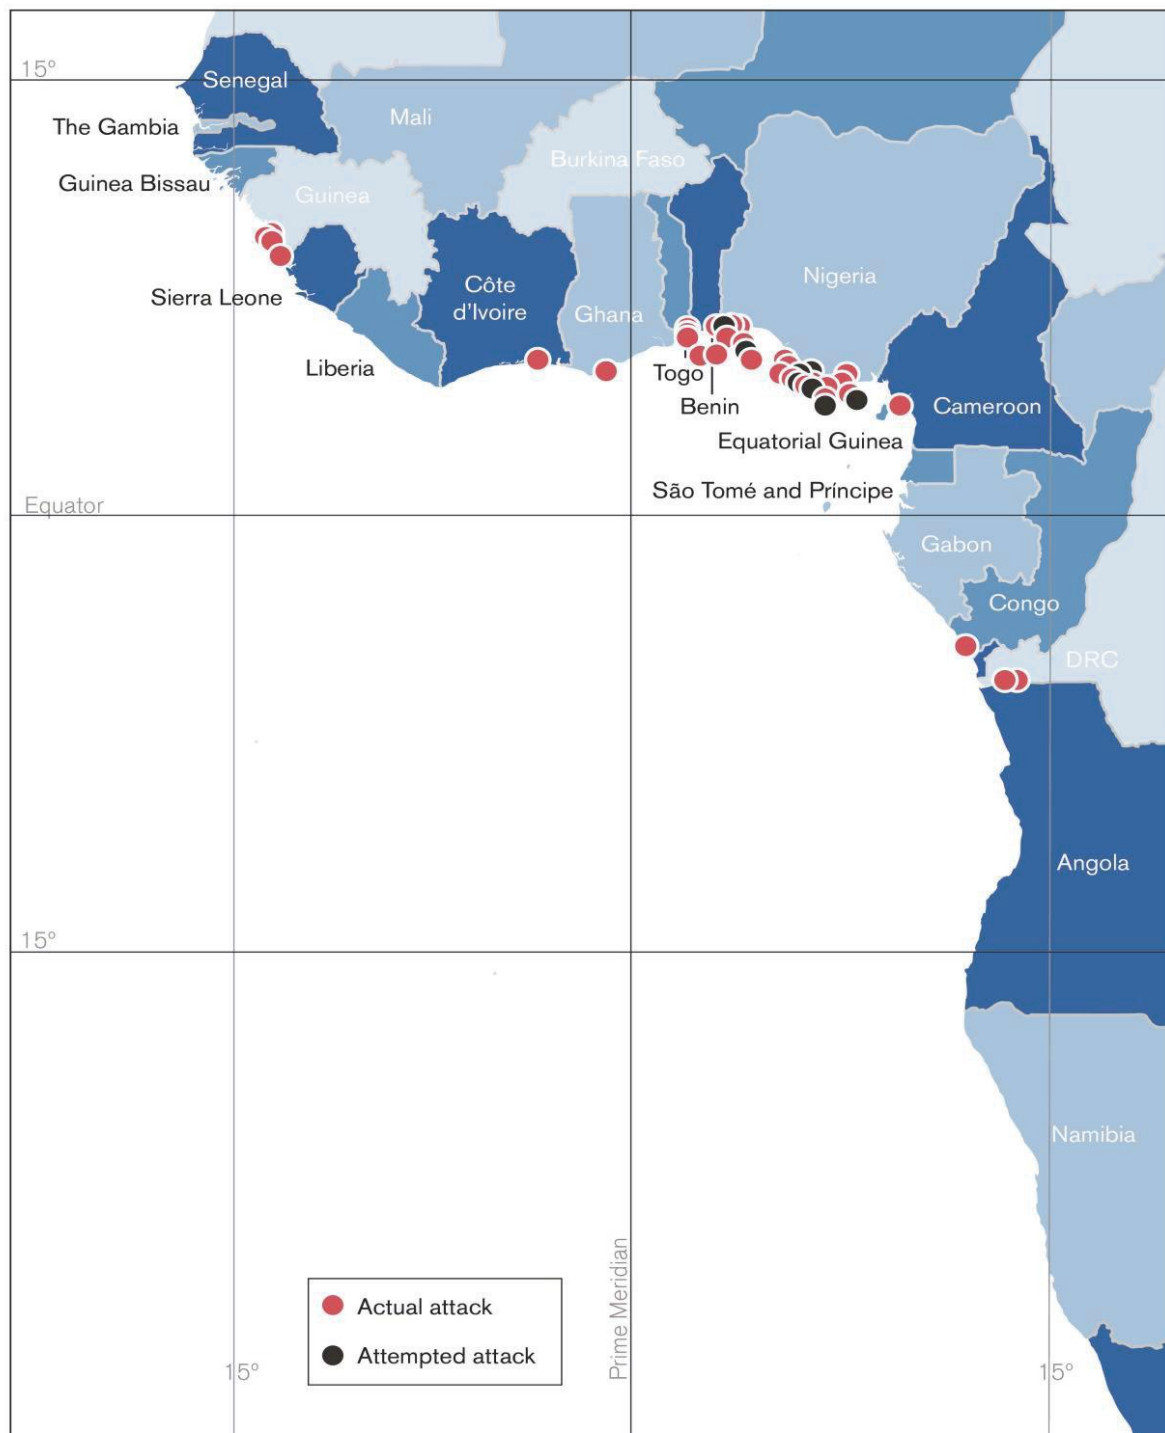 15°
Senegal
The Gambia
Mali
Guinea Bissau
Guinea
Burkina Faso
Sierra Leone
Côte
d'Ivoire
Ghana
Nigeria
Liberia
Togo
Benin
Cameroon
Equatorial Guinea
São Tomé and Príncipe
Equator
Gabon
Congo
DRC
Angola
15°
Namibia
Prime Meridian
Actual attack
Attempted attack
15°
15°